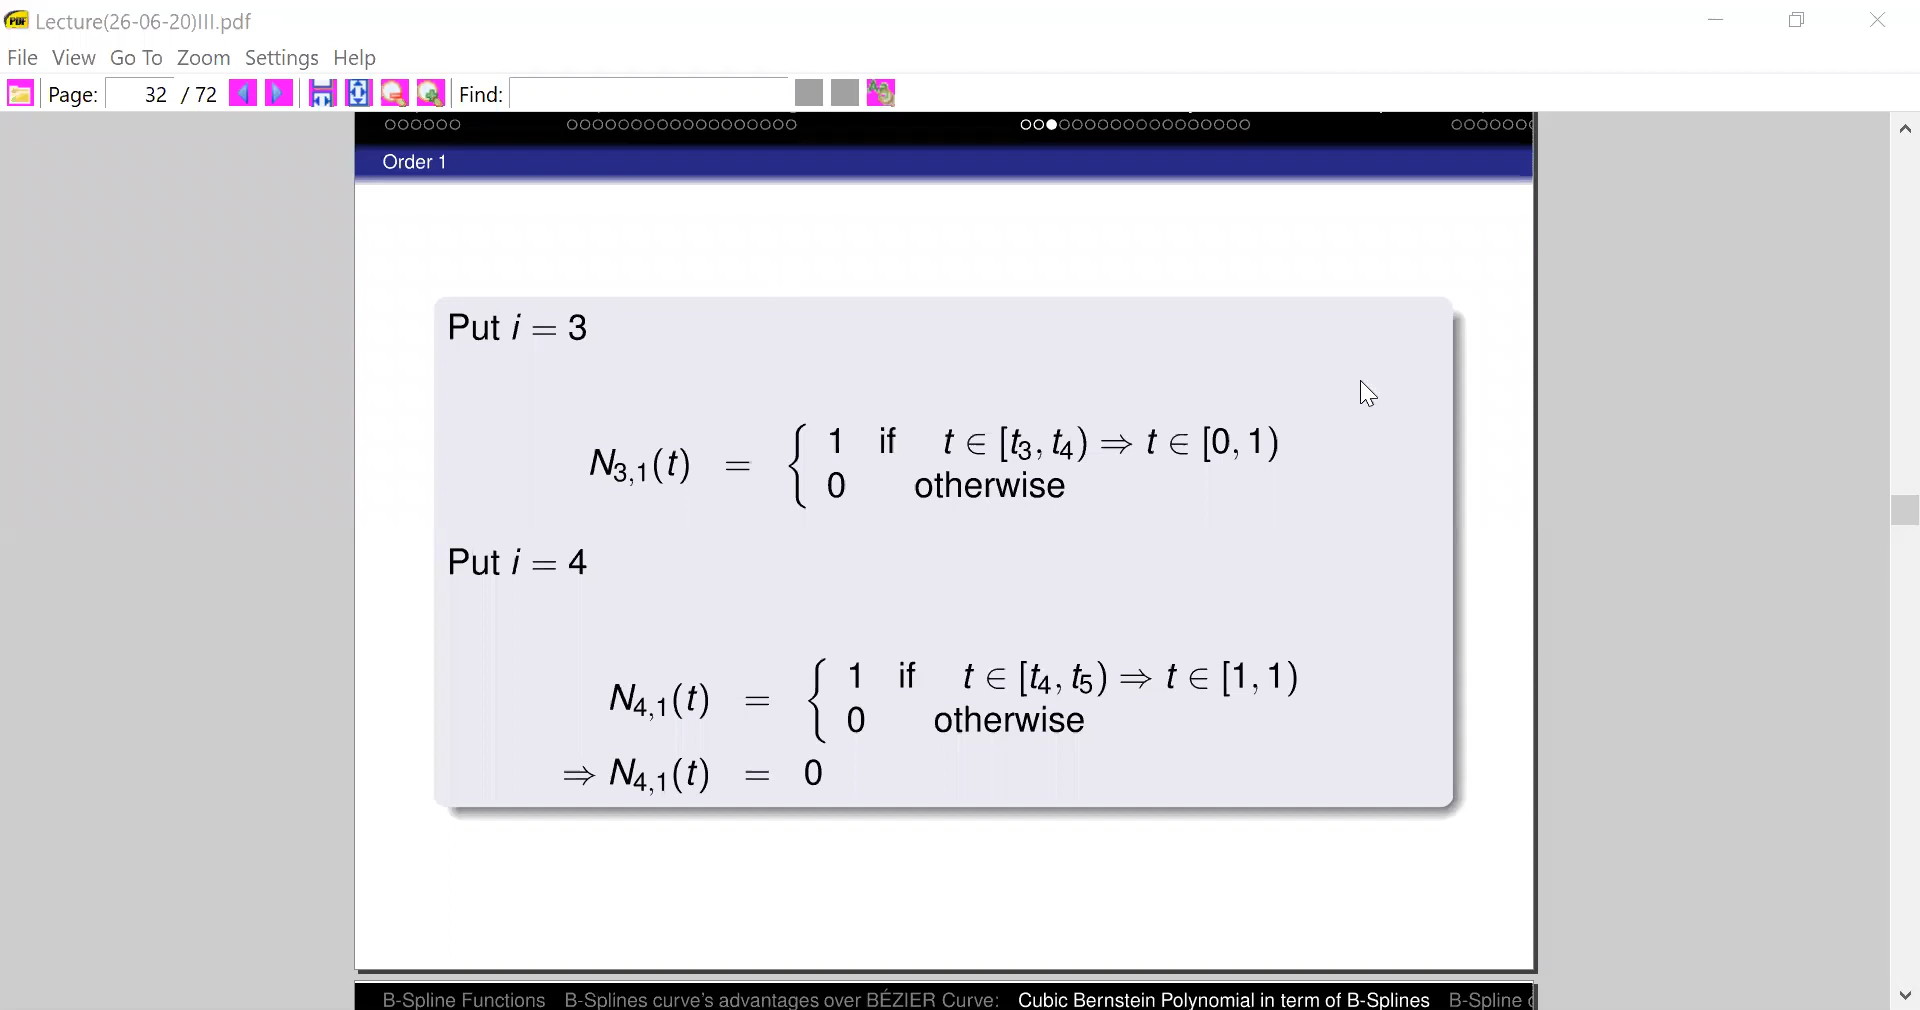 Lecture(26-06-20)III.pdf
File View Go To Zoom Settings Help
Page: 32 / 72 Find:
Order 1
Put i = 3
N₃,₁(t) = { 1 if t ∈ [t₃, t₄) ⇒ t ∈ [0, 1)
0 otherwise
Put i = 4
N₄,₁(t) = { 1 if t ∈ [t₄, t₅) ⇒ t ∈ [1, 1)
0 otherwise
⇒ N₄,₁(t) = 0
B-Spline Functions B-Splines curve's advantages over BÉZIER Curve: Cubic Bernstein Polynomial in term of B-Splines B-Spline